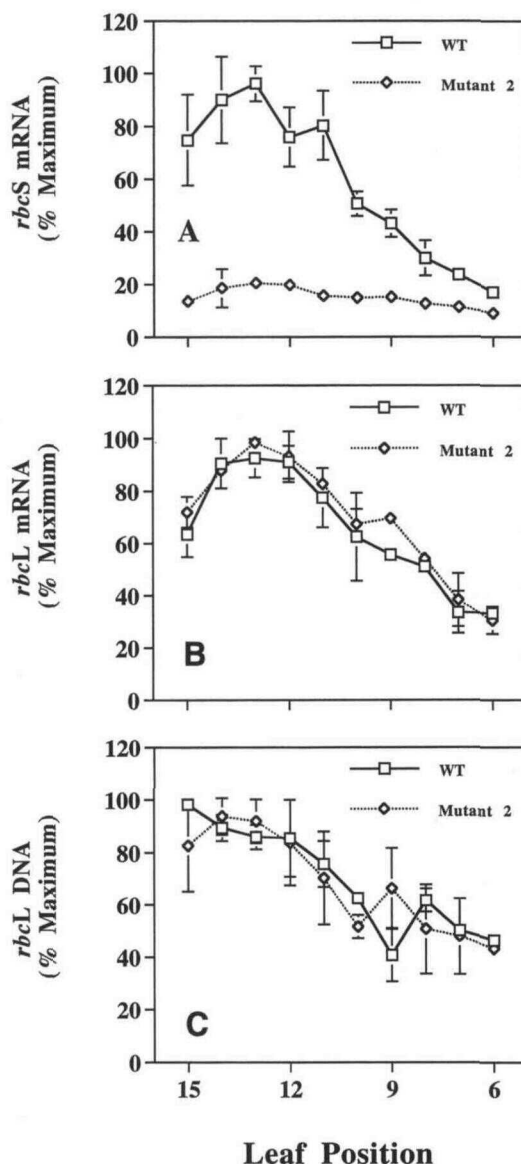 rbcS mRNA
(% Maximum)
120
100
80
60
40
20
0
WT
Mutant 2
A
rbcL mRNA
(% Maximum)
120
100
80
60
40
20
0
WT
Mutant 2
B
rbcL DNA
(% Maximum)
120
100
80
60
40
20
0
WT
Mutant 2
C
15
12
9
6
Leaf Position